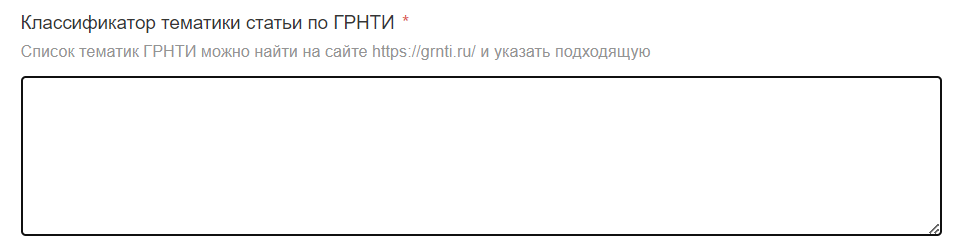 Классификатор тематики статьи по ГРНТИ *
Список тематик ГРНТИ можно найти на сайте https://grnti.ru/ и указать подходящую